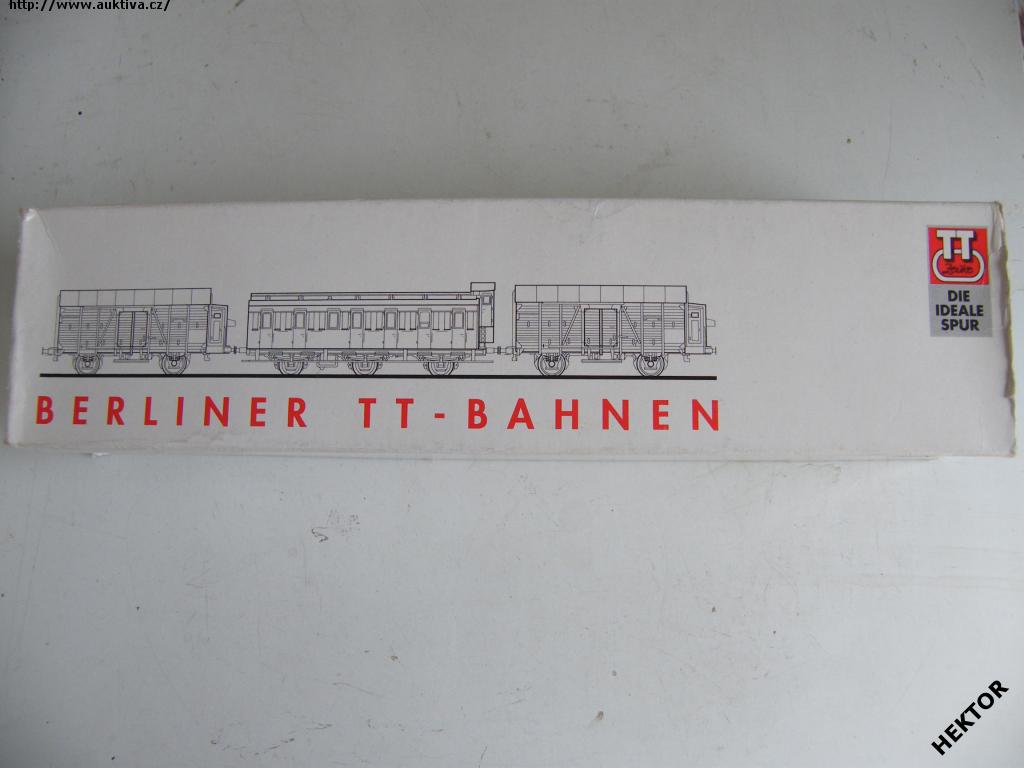 http://www.auktiva.cz/
TT
DIE
IDEALE
SPUR
BERLINER TT-BAHNEN
HEKTOR